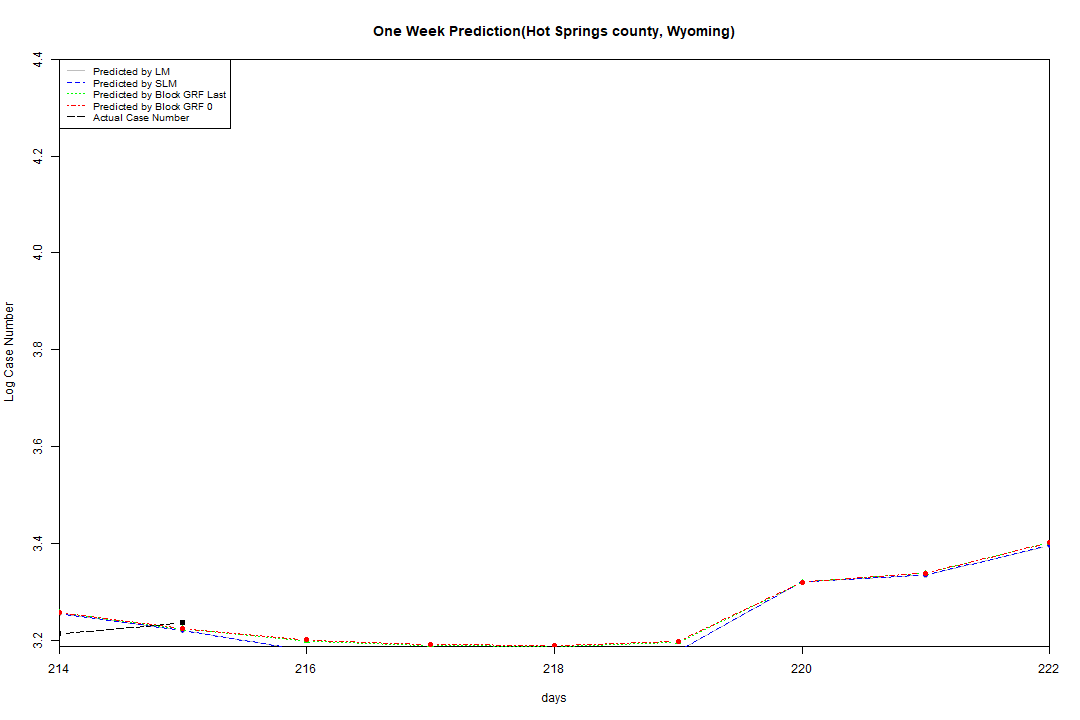 One Week Prediction(Hot Springs county, Wyoming)
Predicted by LM
Predicted by SLM
Predicted by Block GRF Last
Predicted by Block GRF 0
Actual Case Number
4.4
4.2
4.0
3.8
3.6
3.4
3.2
Log Case Number
214 216 218 220 222
days